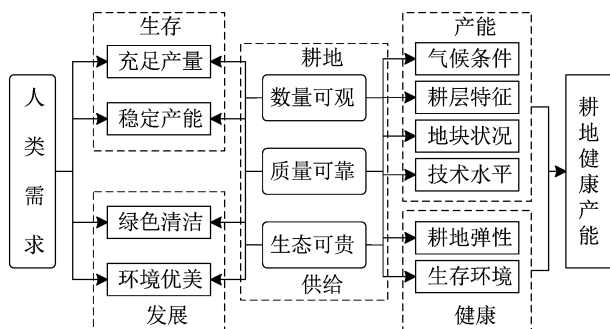 人类需求
生存
充足产量
稳定产能
绿色清洁
环境优美
发展
耕地
数量可观
质量可靠
生态可贵
供给
产能
气候条件
耕层特征
地块状况
技术水平
耕地弹性
生存环境
健康
耕地健康产能